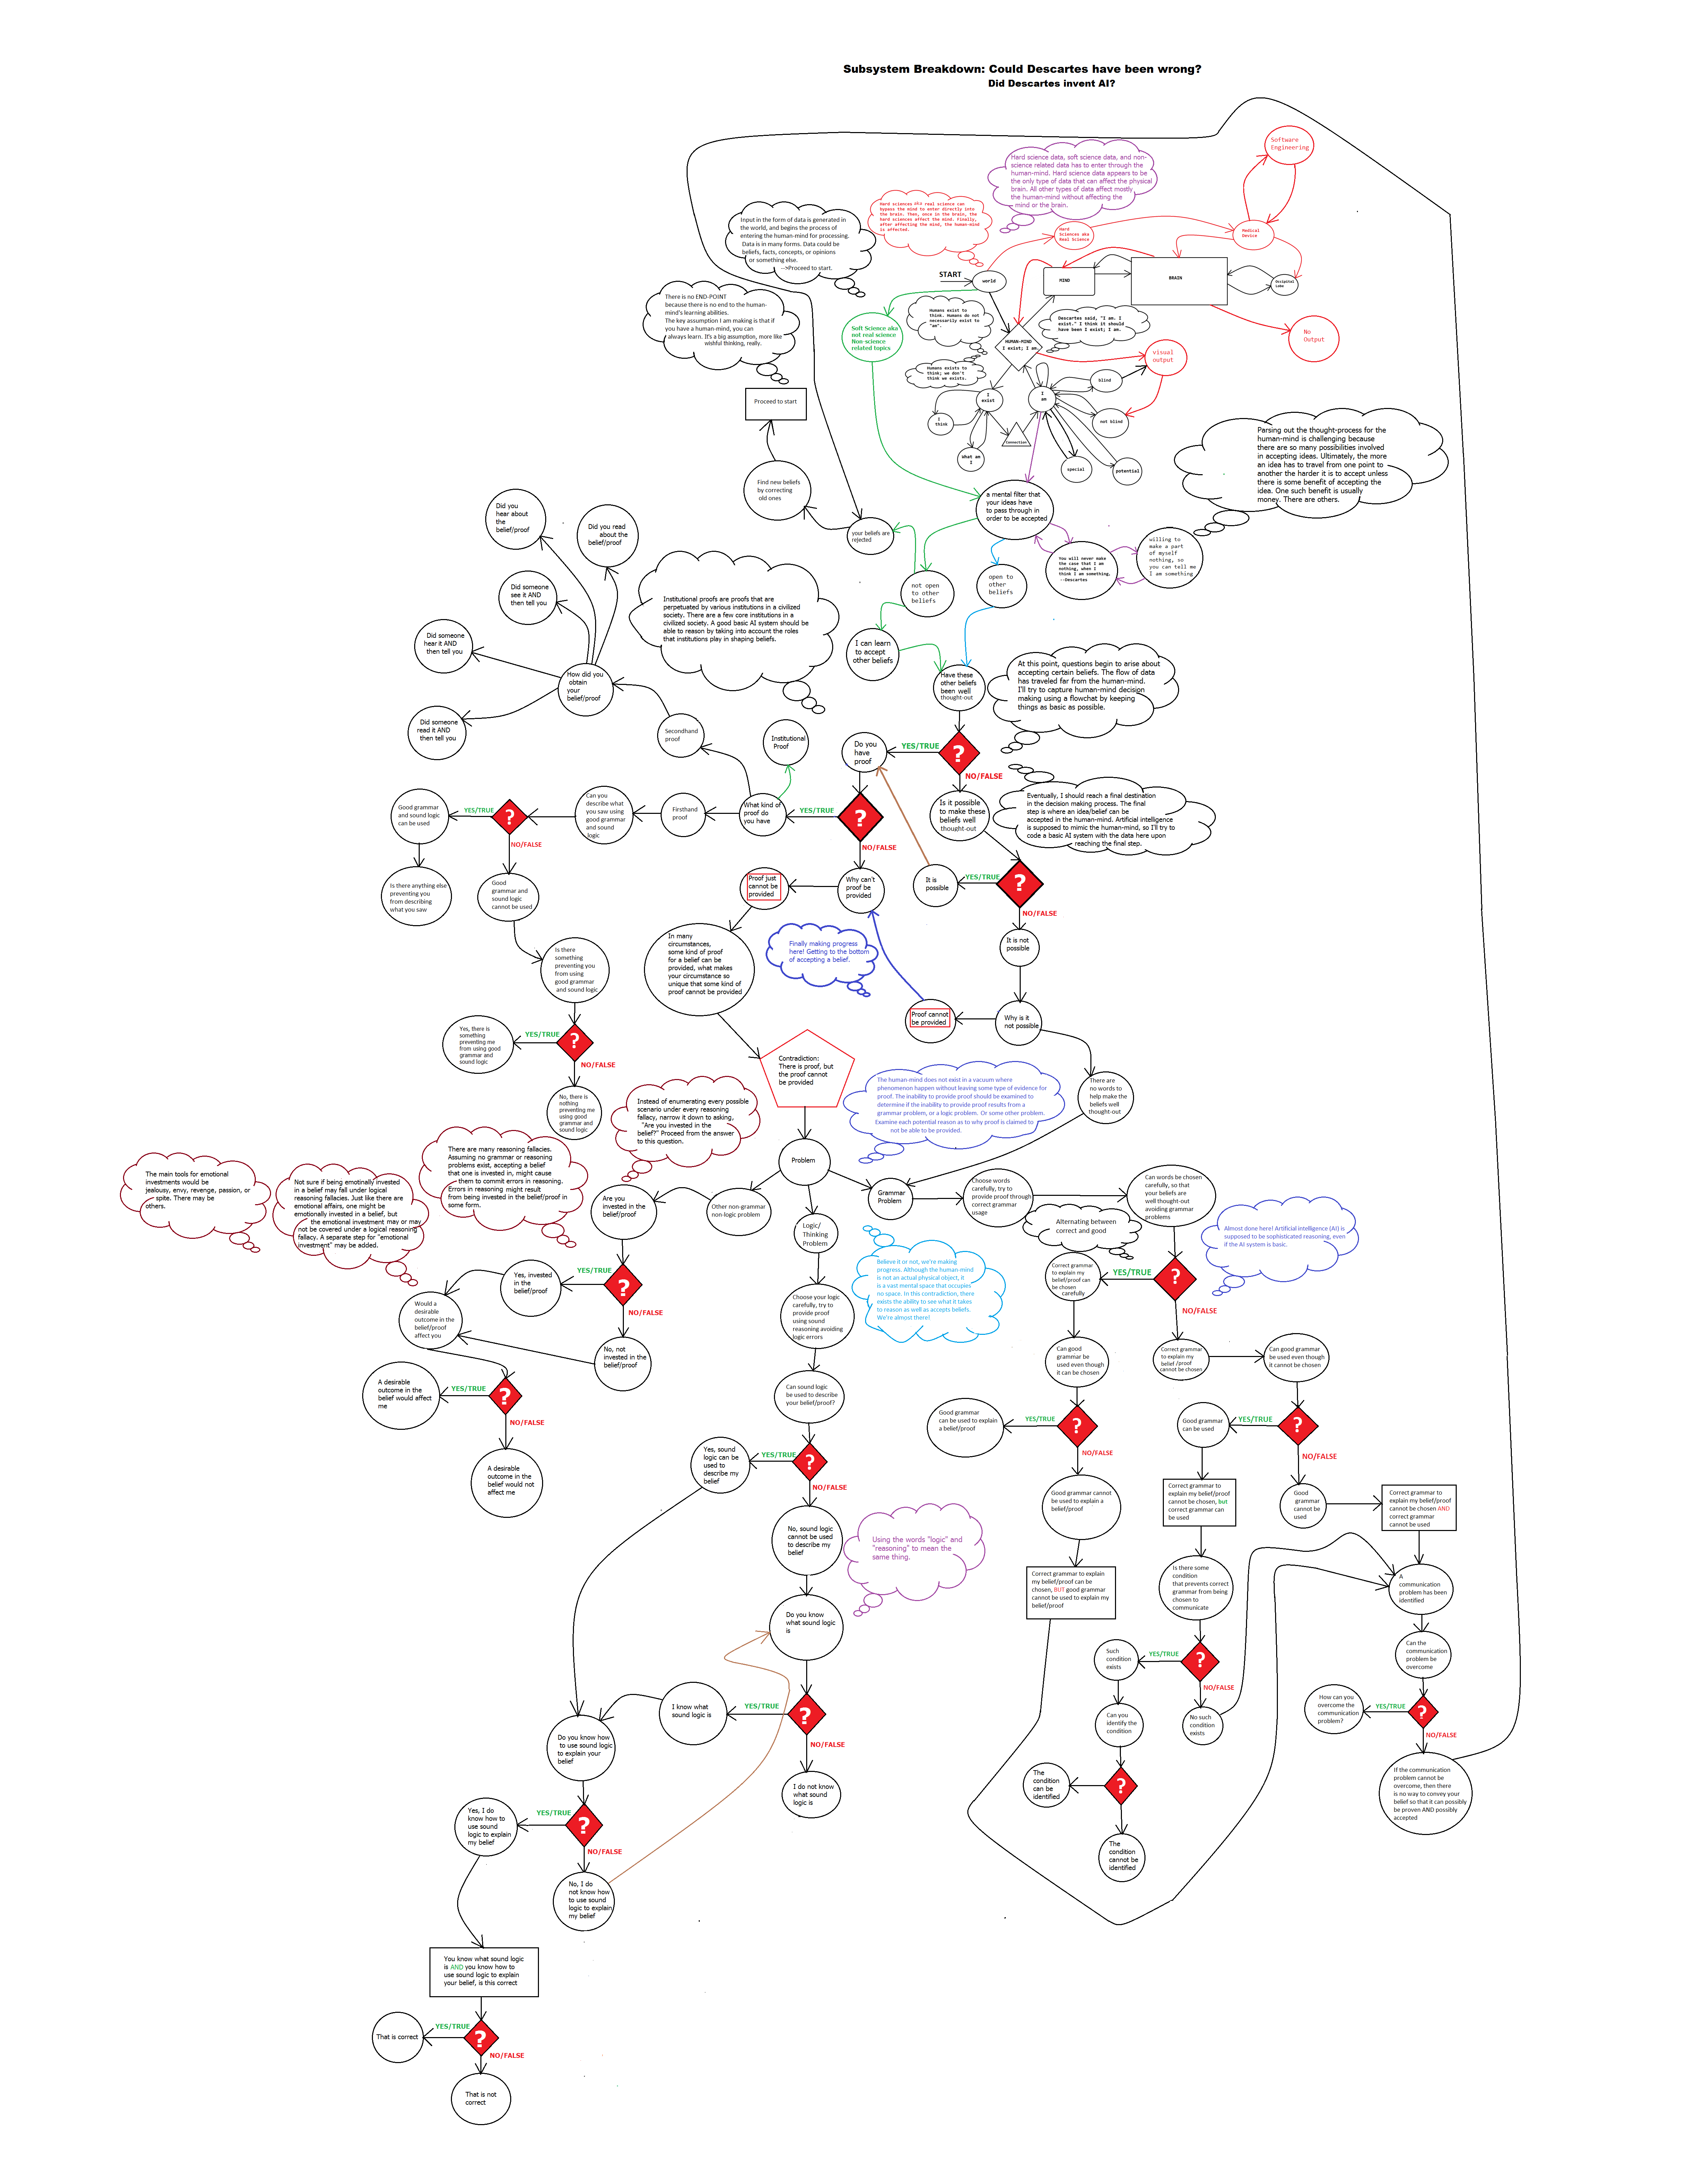 Subsystem Breakdown: Could Descartes have been wrong?
Did Descartes invent AI?
Software
Engineering
Hard science data, soft science data, and non-
science related data has to enter through the
human-mind. Hard science data appears to be
the only type of data that can affect the physical
brain. All other types of data affect mostly
the human-mind without affecting the
mind or the brain.
Hard sciences aka real science can
bypass the mind to enter directly into
the brain. Then, once in the brain, the
hard sciences affect the mind. Finally,
after affecting the mind, the human-mind
is affected.
Input in the form of data is generated in
the world, and begins the process of
entering the human-mind for processing.
Data is in many forms. Data could be
beliefs, facts, concepts, or opinions
or something else.
-->Proceed to start.
Hard
Sciences aka
Real Science
Medical
Device
START
world
MIND
BRAIN
Occipital
Lobe
There is no END-POINT
because there is no end to the human-
mind's learning abilities.
The key assumption I am making is that if
you have a human-mind, you can
always learn. It's a big assumption, more like
wishful thinking, really.
Humans exist to
think. Humans do not
necessarily exist to
"am".
Descartes said, "I am. I
exist." I think it should
have been I exist; I am.
Soft Science aka
not real science
Non-science
related topics
HUMAN-MIND
I exist; I am
No
Output
visual
output
Humans exists to
think; we don't
think we exists.
blind
I
exist
I
am
Proceed to start
I
think
not blind
Connection
What am
I
special
potential
Parsing out the thought-process for the
human-mind is challenging because
there are so many possibilities involved
in accepting ideas. Ultimately, the more
an idea has to travel from one point to
another the harder it is to accept unless
there is some benefit of accepting the
idea. One such benefit is usually
money. There are others.
Find new beliefs
by correcting
old ones
a mental filter that
your ideas have
to pass through in
order to be accepted
Did you
hear about
the
belief/proof
Did you read
about the
belief/proof
your beliefs are
rejected
You will never make
the case that I am
nothing, when I
think I am something,
--Descartes
willing to
make a part
of myself
nothing, so
you can tell me
I am something
not open
to other
beliefs
open to
other
beliefs
Did someone
see it AND
then tell you
Institutional proofs are proofs that are
perpetuated by various institutions in a civilized
society. There are a few core institutions in a
civilized society. A good basic AI system should be
able to reason by taking into account the roles
that institutions play in shaping beliefs.
Did someone
hear it AND
then tell you
I can learn
to accept
other beliefs
How did you
obtain
your
belief/proof
Have these
other beliefs
been well
thought-out
At this point, questions begin to arise about
accepting certain beliefs. The flow of data
has traveled far from the human-mind.
I'll try to capture human-mind decision
making using a flowchat by keeping
things as basic as possible.
Did someone
read it AND
then tell you
Secondhand
proof
Institutional
Proof
Do you
have
proof
YES/TRUE
?
NO/FALSE
Good grammar
and sound logic
can be used
YES/TRUE
?
NO/FALSE
Can you
describe what
you saw using
good grammar
and sound
logic
Firsthand
proof
What kind of
proof do
you have
YES/TRUE
?
NO/FALSE
Is it possible
to make these
beliefs well
thought-out
Eventually, I should reach a final destination
in the decision making process. The final
step is where an idea/belief can be
accepted in the human-mind. Artificial intelligence
is supposed to mimic the human-mind, so I'll try to
code a basic AI system with the data here upon
reaching the final step.
Is there anything else
preventing you
from describing
what you saw
Good
grammar and
sound logic
cannot be used
Proof just
cannot be
provided
Why can't
proof be
provided
It is
possible
YES/TRUE
?
NO/FALSE
In many
circumstances,
some kind of proof
for a belief can be
provided, what makes
your circumstance so
unique that some kind of
proof cannot be provided
Finally making progress
here! Getting to the bottom
of accepting a belief.
It is not
possible
Is there
something
preventing you
from using
good grammar
and sound logic
Proof cannot
be provided
Why is it
not possible
Yes, there is
something
preventing me
from using good
grammar and
sound logic
YES/TRUE
?
NO/FALSE
Contradiction:
There is proof, but
the proof cannot
be provided
No, there is
nothing
preventing me
using good
grammar and
sound logic
Instead of enumerating every possible
scenario under every reasoning
fallacy, narrow it down to asking,
"Are you invested in the
belief?" Proceed from the answer
to this question.
The human-mind does not exist in a vacuum where
phenomenon happen without leaving some type of evidence for
proof. The inability to provide proof should be examined to
determine if the inability to provide proof results from a
grammar problem, or a logic problem. Or some other problem.
Examine each potential reason as to why proof is claimed to
not be able to be provided.
There are
no words to
help make the
beliefs well
thought-out
The main tools for emotional
investments would be
jealousy, envy, revenge, passion, or
or spite. There may be
others.
Not sure if being emotinally invested
in a belief may fall under logical
reasoning fallacies. Just like there are
emotional affairs, one might be
emotionally invested in a belief, but
the emotional investment may or may
not be covered under a logical reasoning
fallacy. A separate step for "emotional
investment" may be added.
There are many reasoning fallacies.
Assuming no grammar or reasoning
problems exist, accepting a belief
that one is invested in, might cause
them to commit errors in reasoning.
Errors in reasoning might result
from being invested in the belief/proof in
some form.
Problem
Are you
invested in the
belief/proof
Other non-grammar
non-logic problem
Logic/
Thinking
Problem
Grammar
Problem
Choose words
carefully, try to
provide proof through
correct grammar
usage
Can words be chosen
carefully, so that
your beliefs are
well thought-out
avoiding grammar
problems
Alternating between
correct and good
Almost done here! Artificial intelligence (AI) is
supposed to be sophisticated reasoning, even
if the AI system is basic.
Yes, invested
in the
belief/proof
YES/TRUE
?
NO/FALSE
Believe it or not, we're making
progress. Although the human-mind
is not an actual physical object, it
is a vast mental space that occupies
no space. In this contradiction, there
exists the ability to see what it takes
to reason as well as accepts beliefs.
We're almost there!
Correct grammar
to explain my
belief/proof can
be chosen
carefully
YES/TRUE
?
NO/FALSE
Would a
desirable
outcome in the
belief/proof
affect you
Choose your logic
carefully, try to
provide proof
using sound
reasoning avoiding
logic errors
No, not
invested in the
belief/proof
Can good
grammar be
used even though
it can be chosen
Correct grammar
to explain my
belief /proof
cannot be chosen
Can good grammar
be used even though
it cannot be chosen
A desirable
outcome in the
belief would affect
me
YES/TRUE
?
NO/FALSE
Can sound logic
be used to describe
your belief/proof?
Good grammar
can be used to explain
a belief/proof
YES/TRUE
?
NO/FALSE
Good grammar
can be used
YES/TRUE
?
NO/FALSE
A desirable
outcome in the
belief would not
affect me
Yes, sound
logic can be
used to
describe my
belief
YES/TRUE
?
NO/FALSE
Good grammar cannot
be used to explain a
belief/proof
Correct grammar to
explain my belief/proof
cannot be chosen, but
correct grammar can
be used
Good
grammar
cannot be
used
Correct grammar to
explain my belief/proof
cannot be chosen AND
correct grammar
cannot be used
No, sound logic
cannot be used
to describe my
belief
Using the words "logic" and
"reasoning" to mean the
same thing.
Correct grammar to explain
my belief/proof can be
chosen, BUT good grammar
cannot be used to explain my
belief/proof
Is there some
condition
that prevents correct
grammar from being
chosen to
communicate
A
communication
problem has been
identified
Do you know
what sound logic
is
Such
condition
exists
YES/TRUE
?
NO/FALSE
Can the
communication
problem be
overcome
I know what
sound logic is
YES/TRUE
?
NO/FALSE
Can you
identify the
condition
No such
condition
exists
How can you
overcome the
communication
problem?
YES/TRUE
?
NO/FALSE
Do you know how
to use sound logic
to explain your
belief
I do not know
what sound
logic is
The
condition
can be
identified
?
If the communication
problem cannot be
overcome, then there
is no way to convey your
belief so that it can possibly
be proven AND possibly
accepted
Yes, I do
know how to
use sound
logic to explain
my belief
YES/TRUE
?
NO/FALSE
The
condition
cannot be
identified
No, I do
not know how
to use sound
logic to explain
my belief
You know what sound logic
is AND you know how to
use sound logic to explain
your belief, is this correct
That is correct
YES/TRUE
?
NO/FALSE
That is not
correct